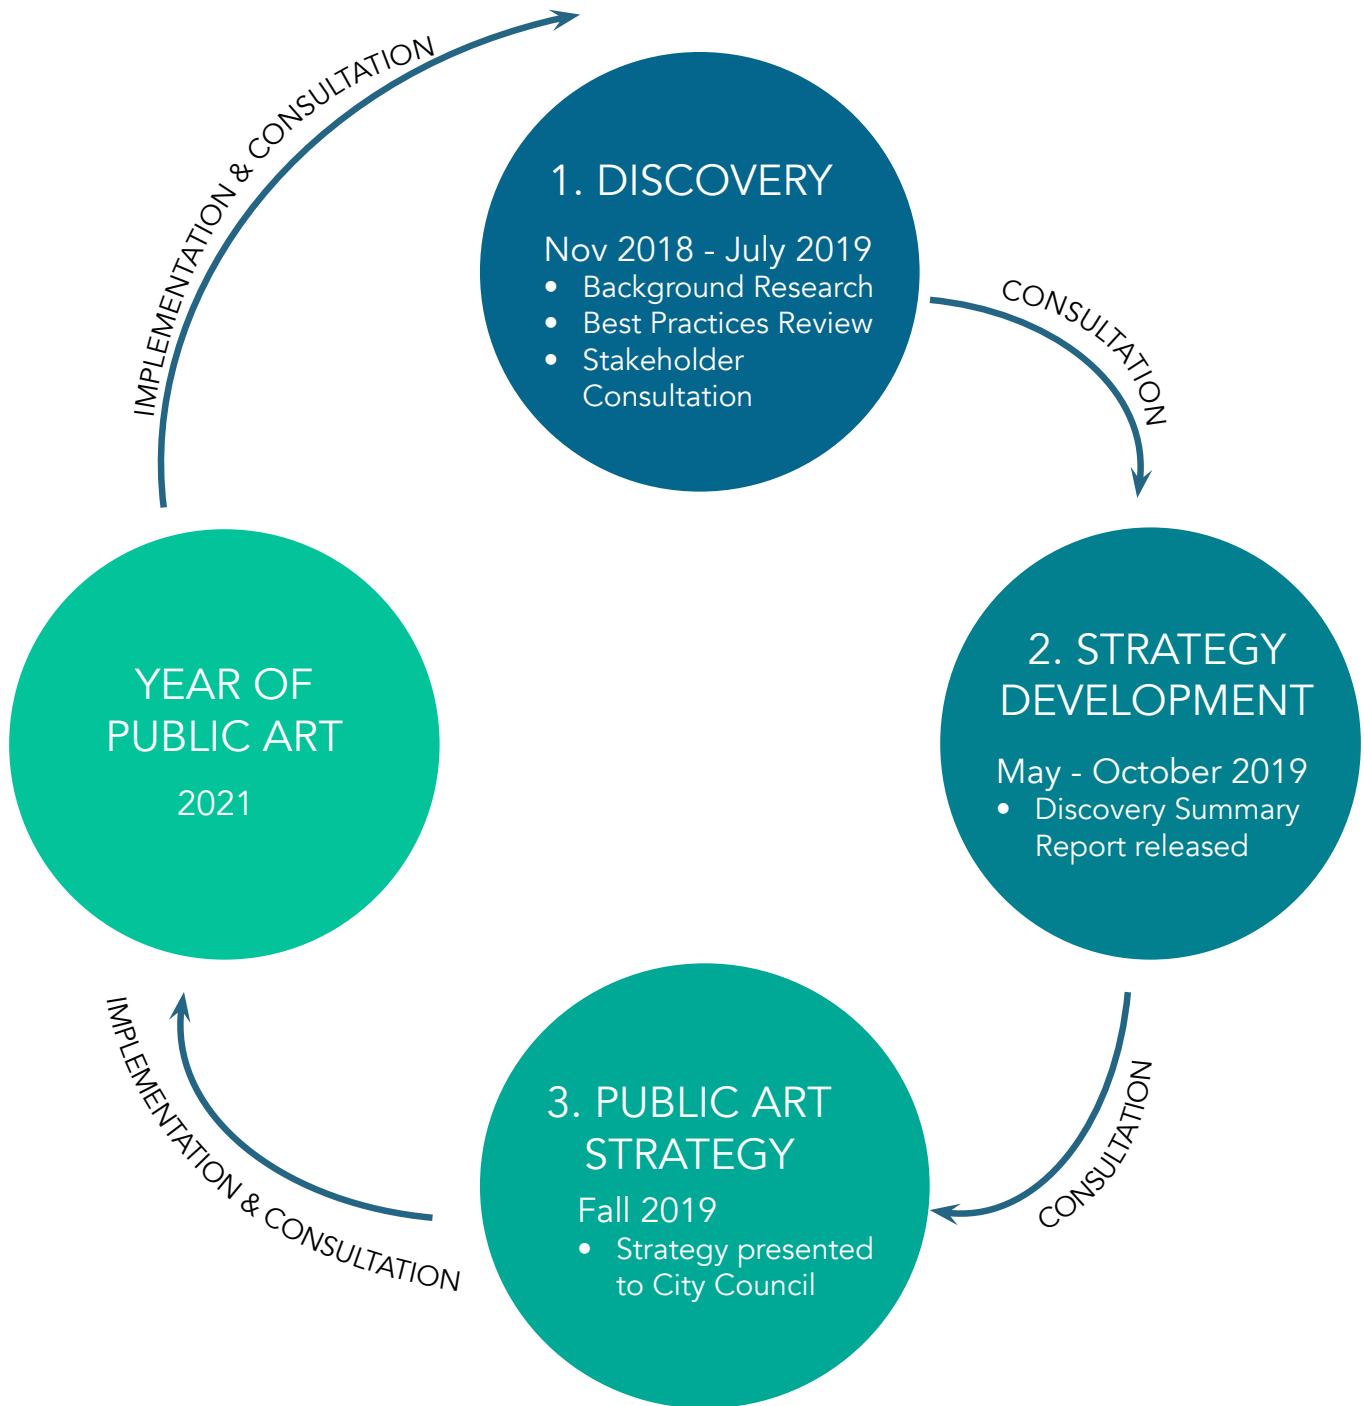 IMPLEMENTATION & CONSULTATION
1. DISCOVERY
Nov 2018 - July 2019
• Background Research
• Best Practices Review
• Stakeholder
Consultation
CONSULTATION
2. STRATEGY
DEVELOPMENT
May - October 2019
• Discovery Summary
Report released
CONSULTATION
3. PUBLIC ART
STRATEGY
Fall 2019
• Strategy presented
to City Council
IMPLEMENTATION & CONSULTATION
YEAR OF
PUBLIC ART
2021